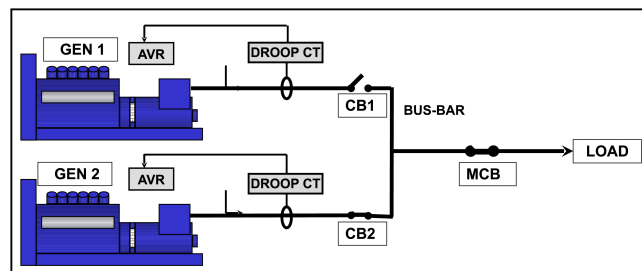 GEN 1
AVR
DROOP CT
CB1
BUS-BAR
GEN 2
AVR
DROOP CT
CB2
MCB
LOAD